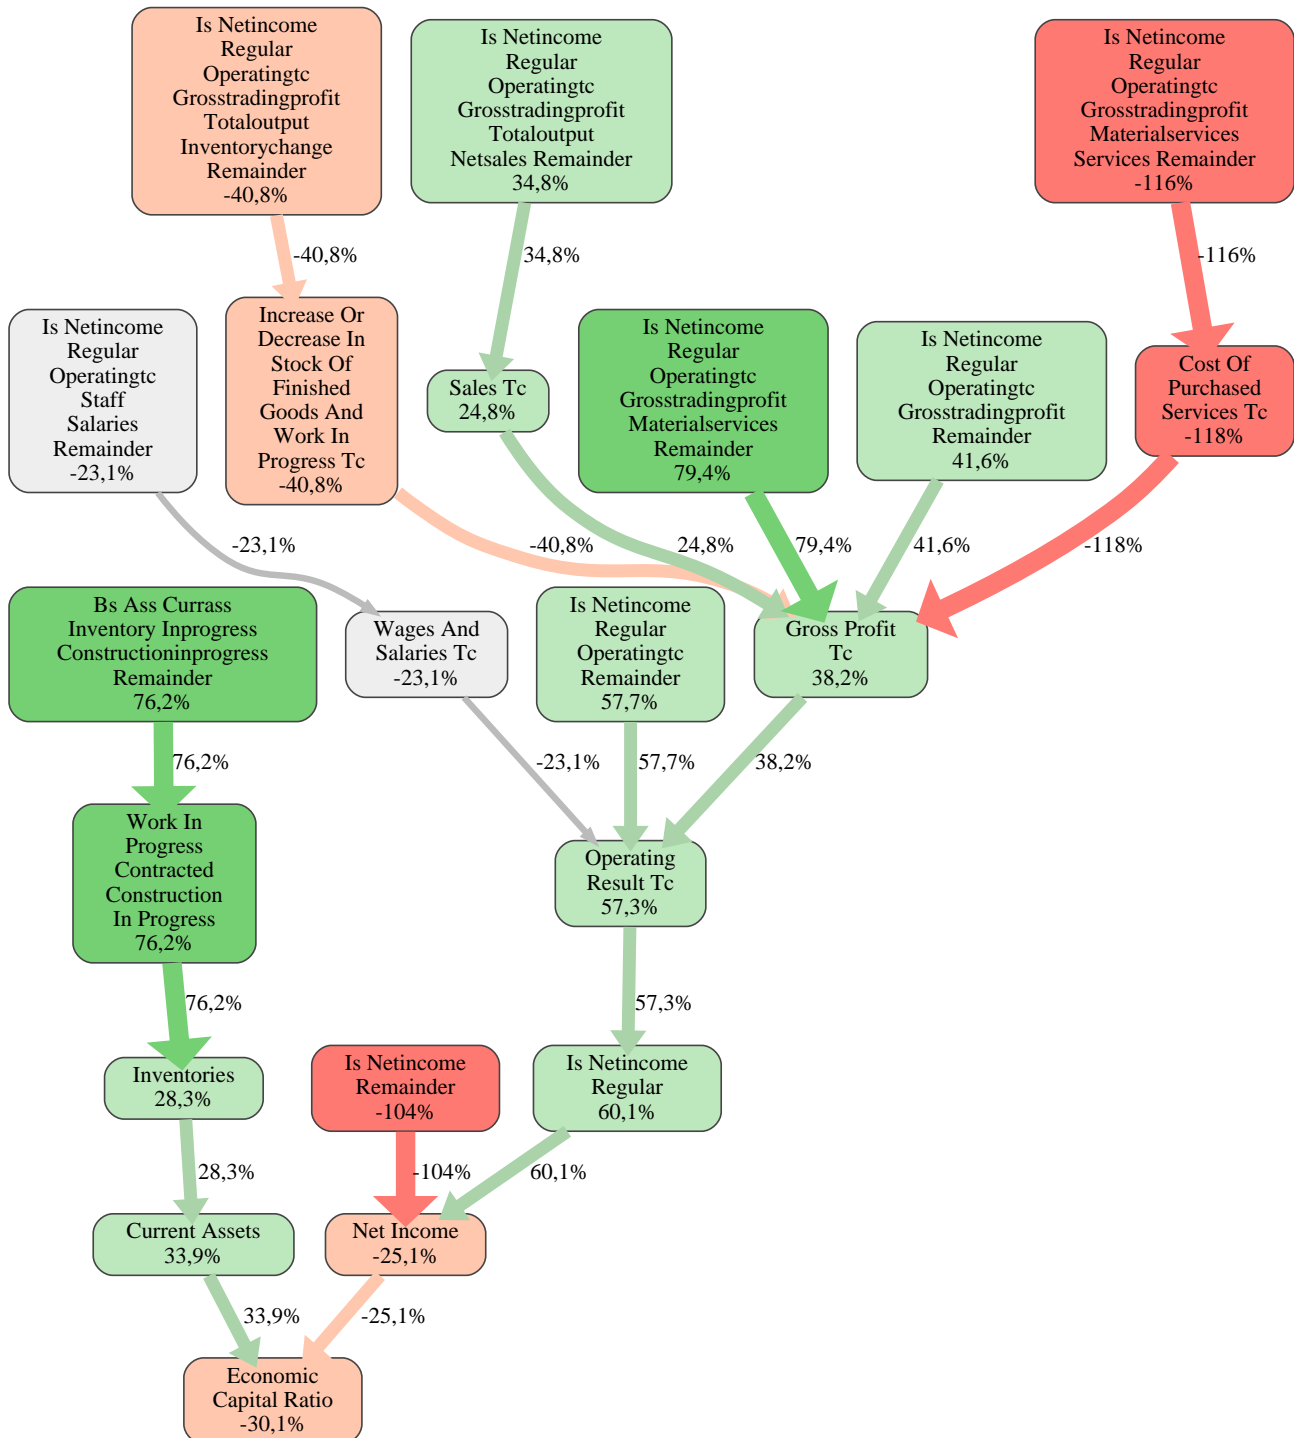 Is Netincome
Regular
Operatingtc
Grosstradingprofit
Totaloutput
Inventorychange
Remainder
-40,8%
Is Netincome
Regular
Operatingtc
Grosstradingprofit
Totaloutput
Netsales Remainder
34,8%
Is Netincome
Regular
Operatingtc
Grosstradingprofit
Materialservices
Services Remainder
-116%
-40,8%
34,8%
-116%
Is Netincome
Regular
Operatingtc
Staff
Salaries
Remainder
-23,1%
Increase Or
Decrease In
Stock Of
Finished
Goods And
Work In
Progress Tc
-40,8%
Sales Tc
24,8%
Is Netincome
Regular
Operatingtc
Grosstradingprofit
Materialservices
Remainder
79,4%
Is Netincome
Regular
Operatingtc
Grosstradingprofit
Remainder
41,6%
Cost Of
Purchased
Services Tc
-118%
-23,1%
-40,8%
24,8%
79,4%
41,6%
-118%
Bs Ass Currass
Inventory Inprogress
Constructioninprogress
Remainder
76,2%
Wages And
Salaries Tc
-23,1%
Is Netincome
Regular
Operatingtc
Remainder
57,7%
Gross Profit
Tc
38,2%
76,2%
-23,1%
57,7%
38,2%
Work In
Progress
Contracted
Construction
In Progress
76,2%
Operating
Result Tc
57,3%
76,2%
57,3%
Inventories
28,3%
Is Netincome
Remainder
-104%
Is Netincome
Regular
60,1%
28,3%
-104%
60,1%
Current Assets
33,9%
Net Income
-25,1%
33,9%
-25,1%
Economic
Capital Ratio
-30,1%